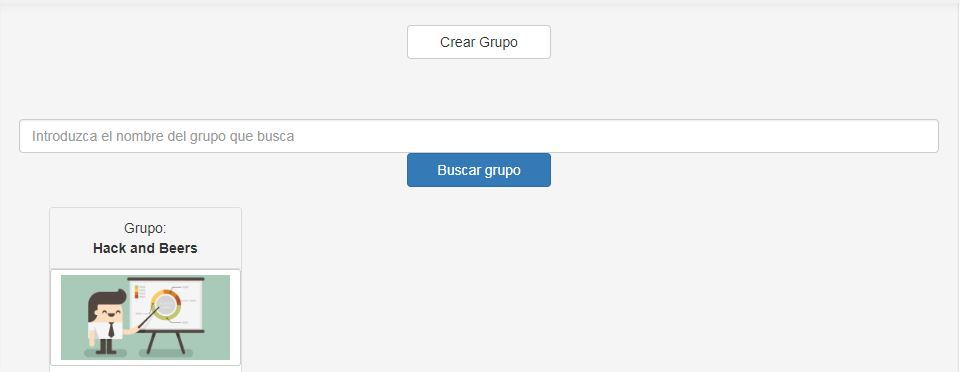 Crear Grupo
Introduzca el nombre del grupo que busca
Buscar grupo
Grupo:
Hack and Beers